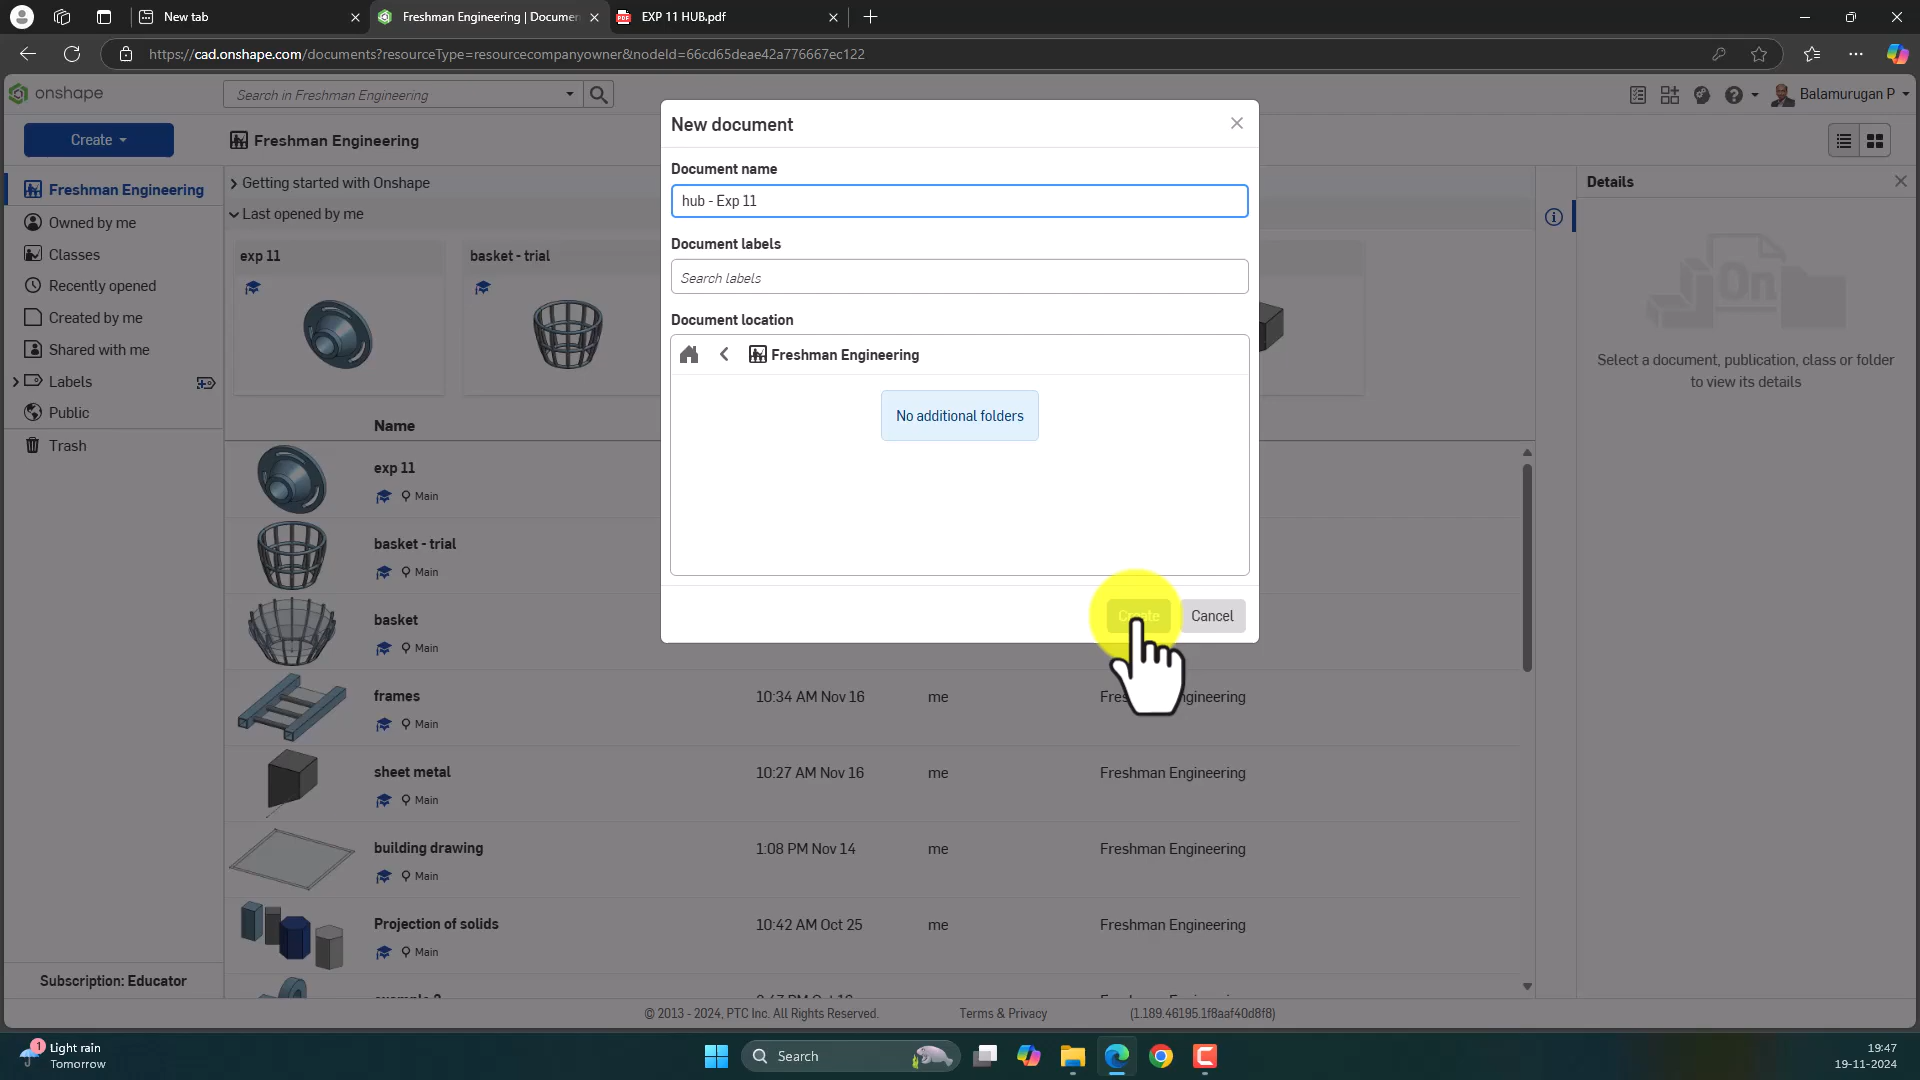 New tab
Freshman Engineering | Documen
EXP 11 HUB.pdf
https://cad.onshape.com/documents?resourceType=resourcecompanyowner&nodeId=66cd65deae42a776667ec122
onshape
Search in Freshman Engineering
Balamurugan P
Create
Freshman Engineering
New document
Document name
hub - Exp 11
Document labels
Search labels
Document location
Freshman Engineering
No additional folders
Create
Cancel
Freshman Engineering
Owned by me
Classes
Recently opened
Created by me
Shared with me
Labels
Public
Trash
Subscription: Educator
Getting started with Onshape
Last opened by me
exp 11
basket - trial
Name
exp 11
Main
basket - trial
Main
basket
Main
frames
Main
10:34 AM Nov 16
me
sheet metal
Main
10:27 AM Nov 16
me
Freshman Engineering
building drawing
Main
1:08 PM Nov 14
me
Freshman Engineering
Projection of solids
Main
10:42 AM Oct 25
me
Freshman Engineering
Details
On
Select a document, publication, class or folder
to view its details
© 2013 - 2024, PTC Inc. All Rights Reserved.
Terms & Privacy
(1.189.46195.1f8aaf40d8f8)
1
Light rain
Tomorrow
Search
19:47
19-11-2024